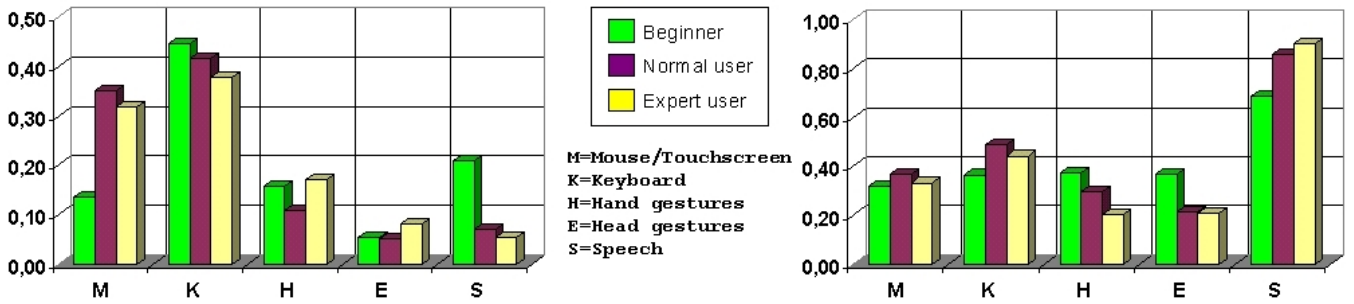 0,50
0,40
0,30
0,20
0,10
0,00
M K H E S
Beginner
Normal user
Expert user
M=Mouse/Touchscreen
K=Keyboard
H=Hand gestures
E=Head gestures
S=Speech
1,00
0,80
0,60
0,40
0,20
0,00
M K H E S